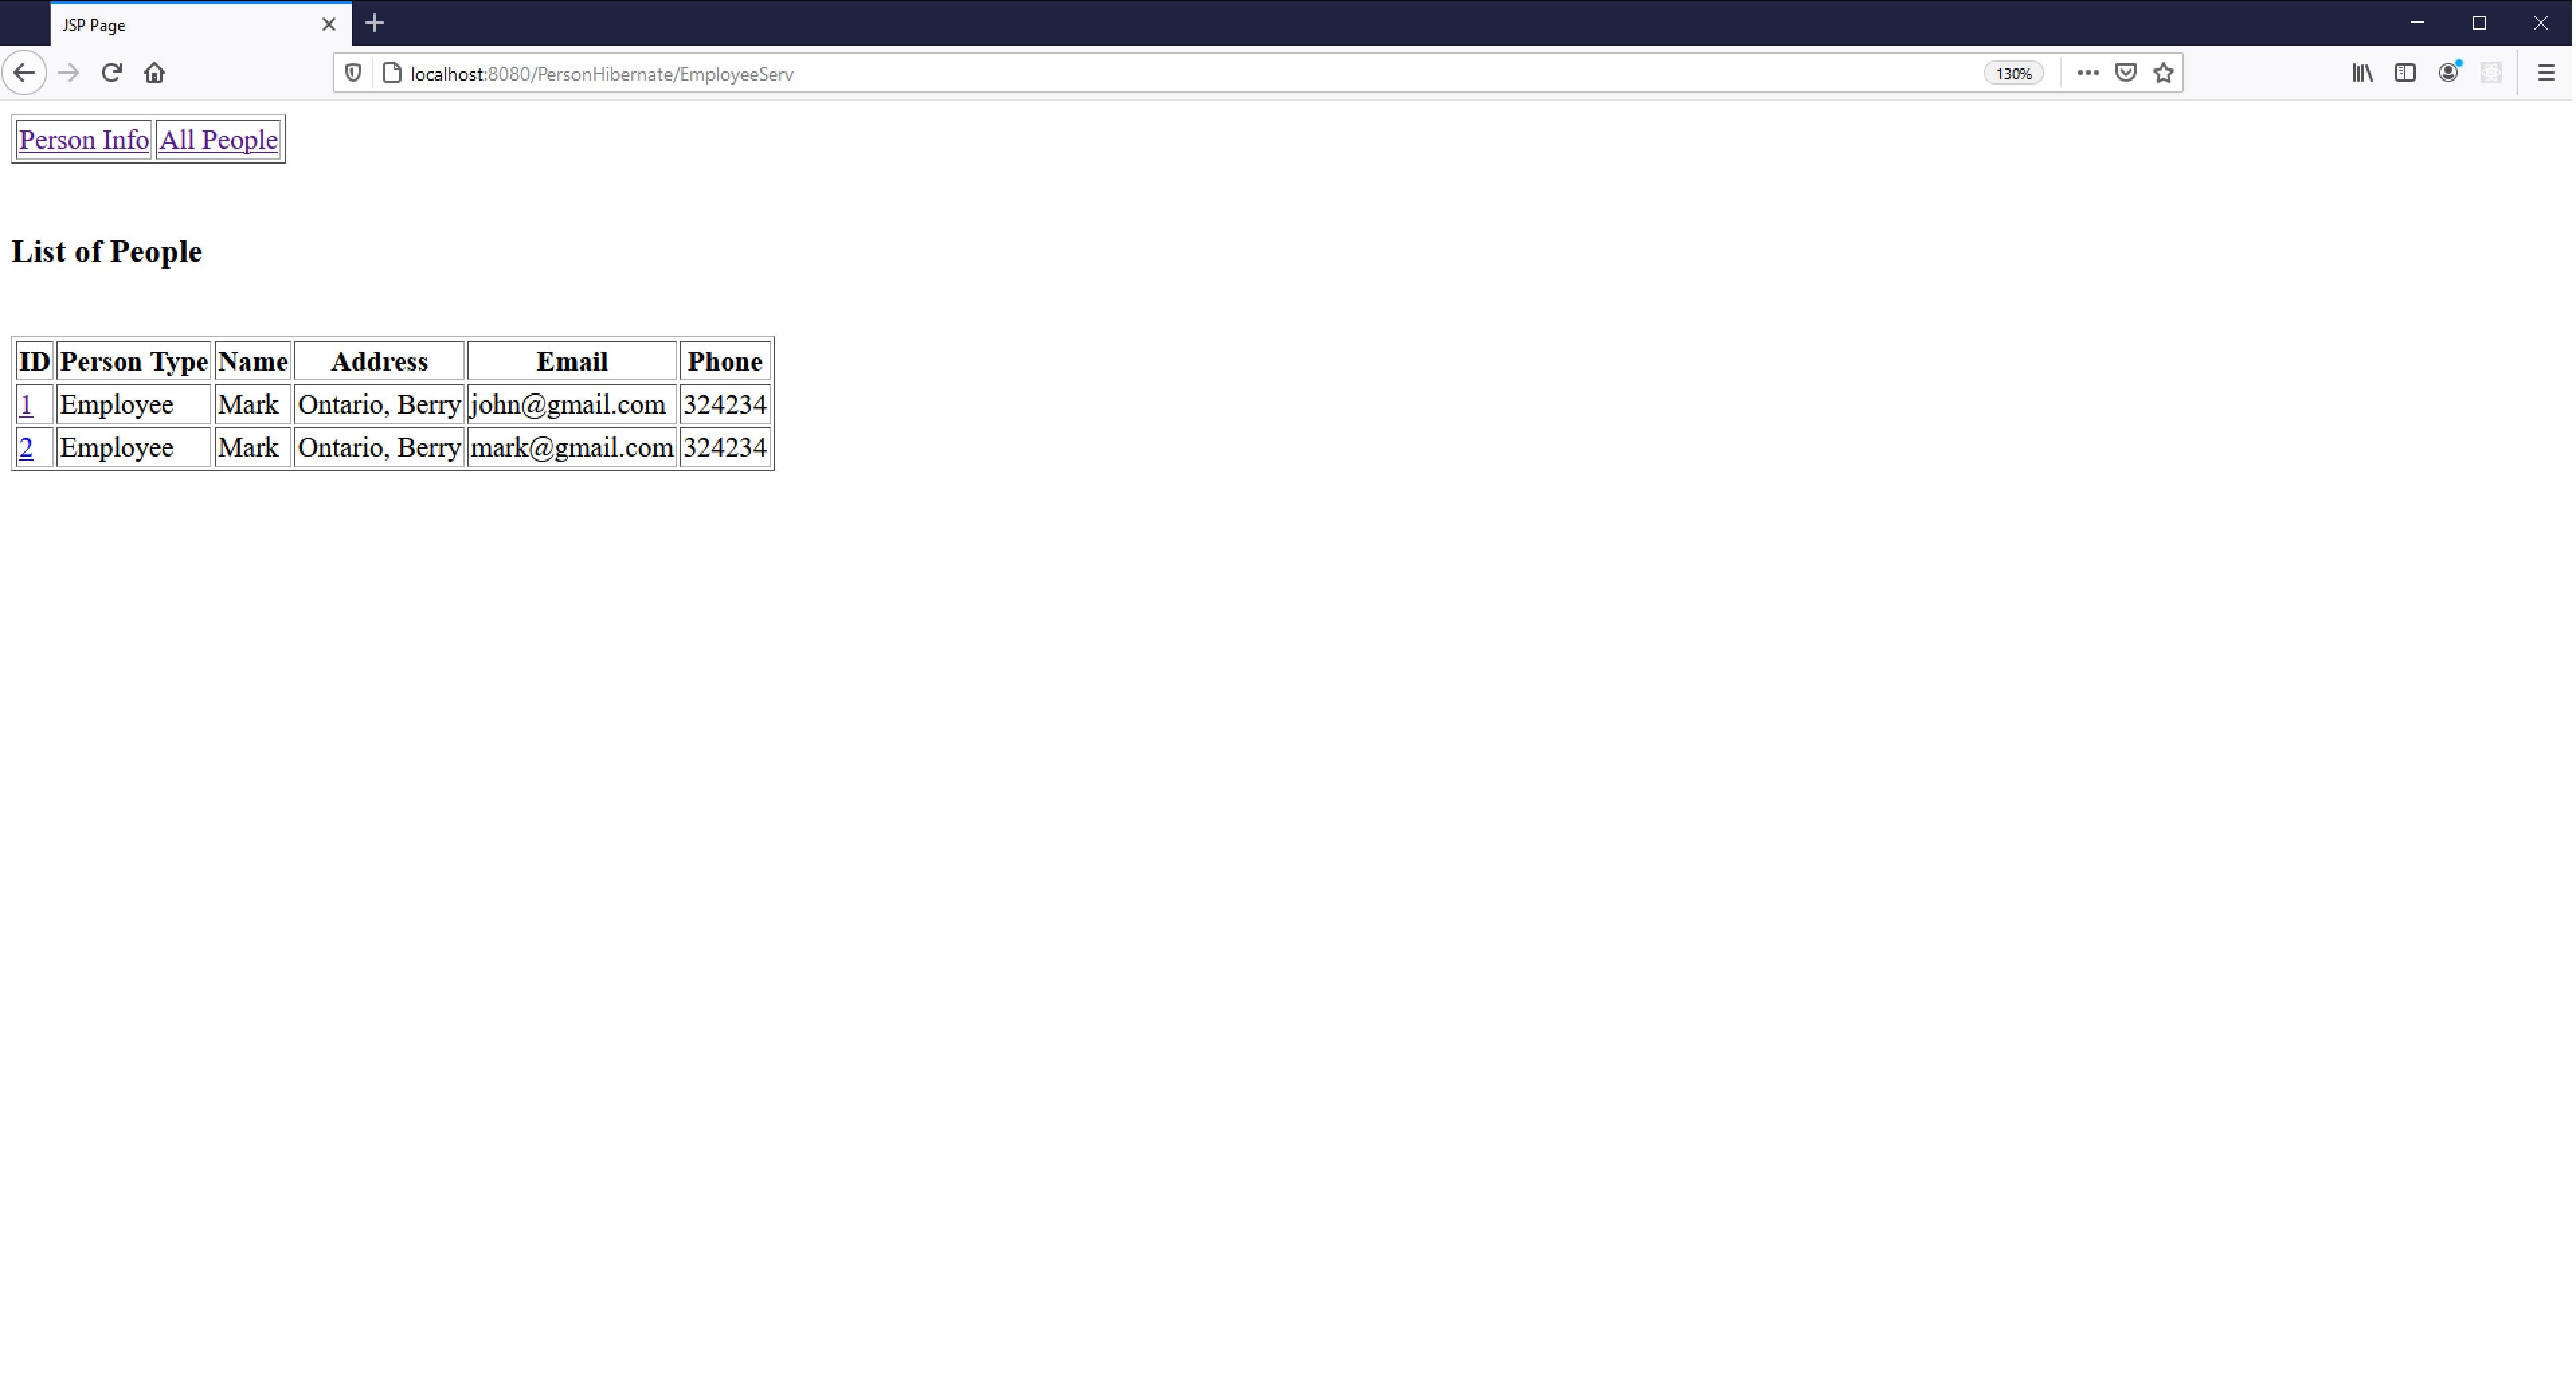 JSP Page
localhost:8080/PersonHibernate/EmployeeServ 130%
Person Info All People
List of People
ID Person Type Name Address Email Phone
1 Employee Mark Ontario, Berry john@gmail.com 324234
2 Employee Mark Ontario, Berry mark@gmail.com 324234